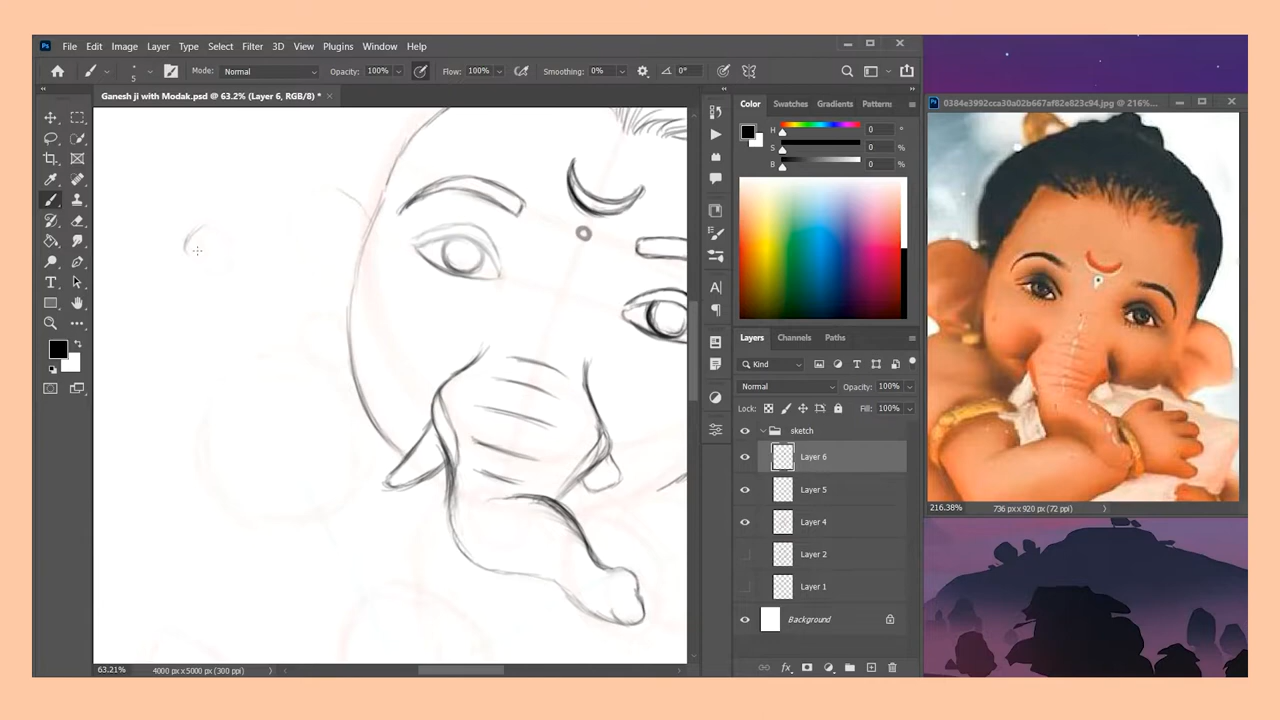 Ps File Edit Image Layer Type Select Filter 3D View Plugins Window Help
5 Mode: Normal Opacity: 100% Flow: 100% Smoothing: 0% 0°
Ganesh ji with Modak.psd @ 63.2% (Layer 6, RGB/8) * ×
63.21% 4000 px x 5000 px (300 ppi)
Color Swatches Gradients Patterns
H 0 °
S 0 %
B 0 %
Layers Channels Paths
Kind
Normal Opacity: 100%
Lock: Fill: 100%
sketch
Layer 6
Layer 5
Layer 4
Layer 2
Layer 1
Background
fx
0384e3992cca30a02b667af82e823c94.jpg @ 216%...
216.38% 736 px x 920 px (72 ppi)